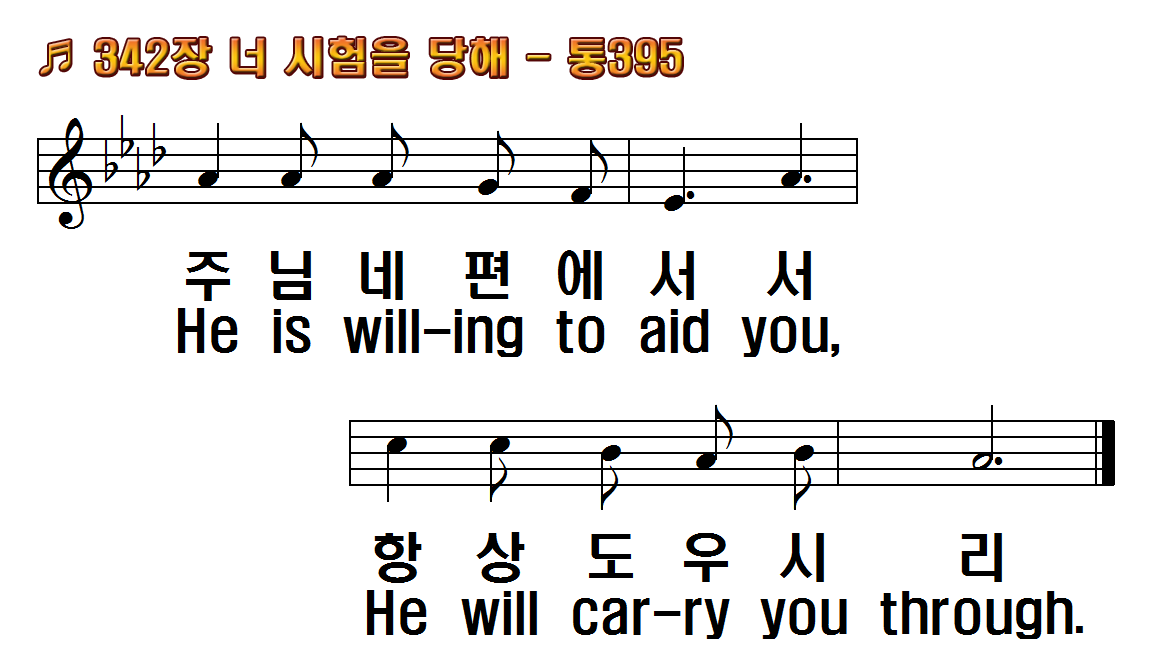 ♬ 342장 너 시험을 당해 - 통395
주 님 네 편 에 서 서
He is will-ing to aid you,
항 상 도 우 시 리
He will car-ry you through.